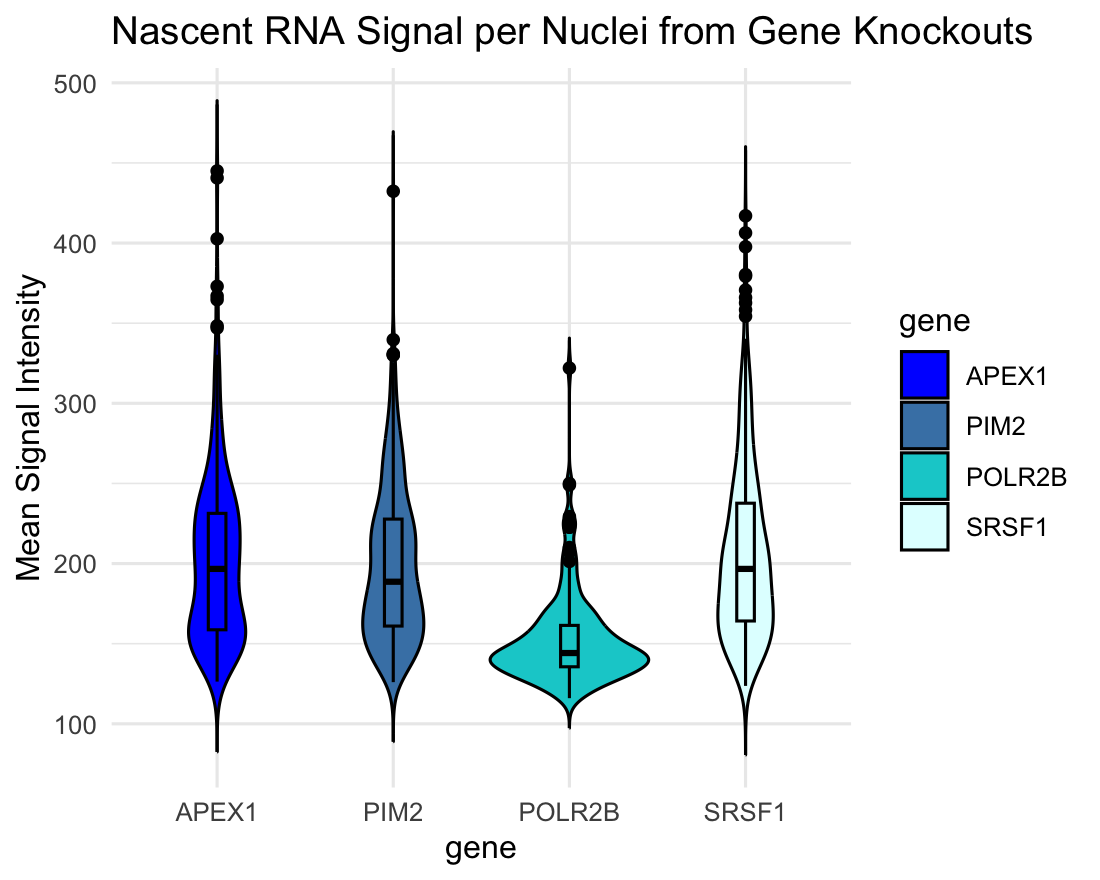 Nascent RNA Signal per Nuclei from Gene Knockouts
500
400
300
200
100
Mean Signal Intensity
APEX1
PIM2
POLR2B
SRSF1
gene
gene
APEX1
PIM2
POLR2B
SRSF1